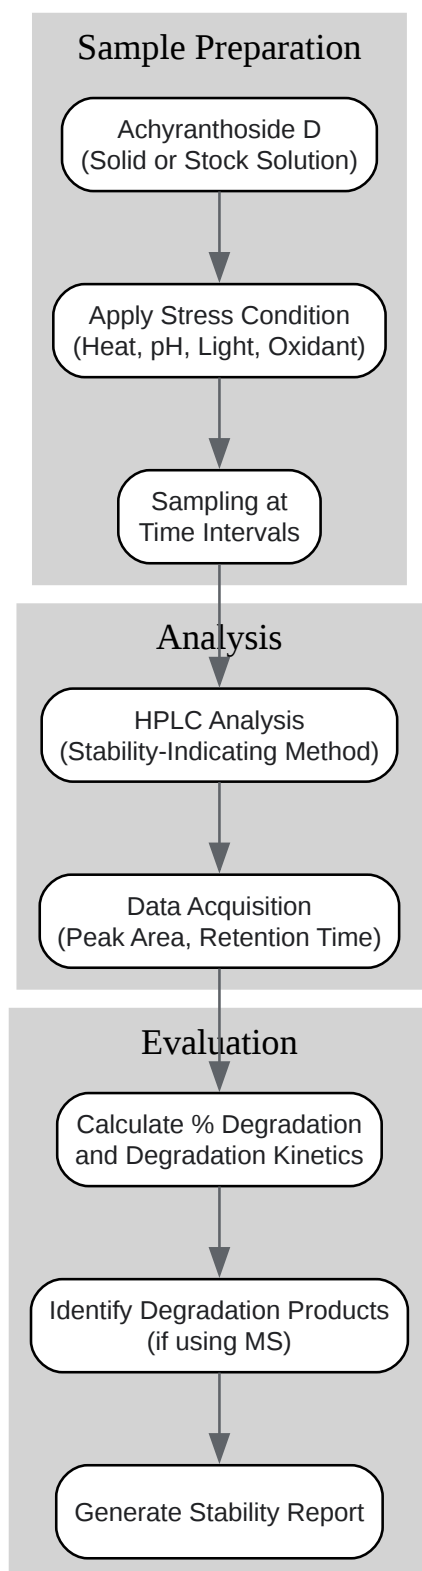 Sample Preparation
Achyranthoside D
(Solid or Stock Solution)
Apply Stress Condition
(Heat, pH, Light, Oxidant)
Sampling at
Time Intervals
Analysis
HPLC Analysis
(Stability-Indicating Method)
Data Acquisition
(Peak Area, Retention Time)
Evaluation
Calculate % Degradation
and Degradation Kinetics
Identify Degradation Products
(if using MS)
Generate Stability Report